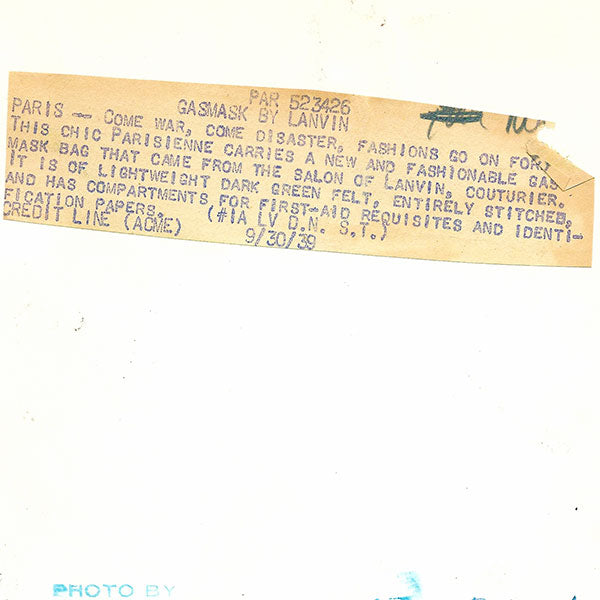 PAR 523426
GASMASK BY LANVIN
PARIS — COME WAR, COME DISASTER, FASHIONS GO ON FOR
THIS CHIC PARISIENNE CARRIES A NEW AND FASHIONABLE GAS
MASK BAG THAT CAME FROM THE SALON OF LANVIN, COUTURIER.
IT IS OF LIGHTWEIGHT DARK GREEN FELT, ENTIRELY STITCHED,
AND HAS COMPARTMENTS FOR FIRST-AID REQUISITES AND IDENTI-
FICATION PAPERS. (#1A LV D.N. S.T.)
CREDIT LINE (ACME) 9/30/39
PHOTO BY